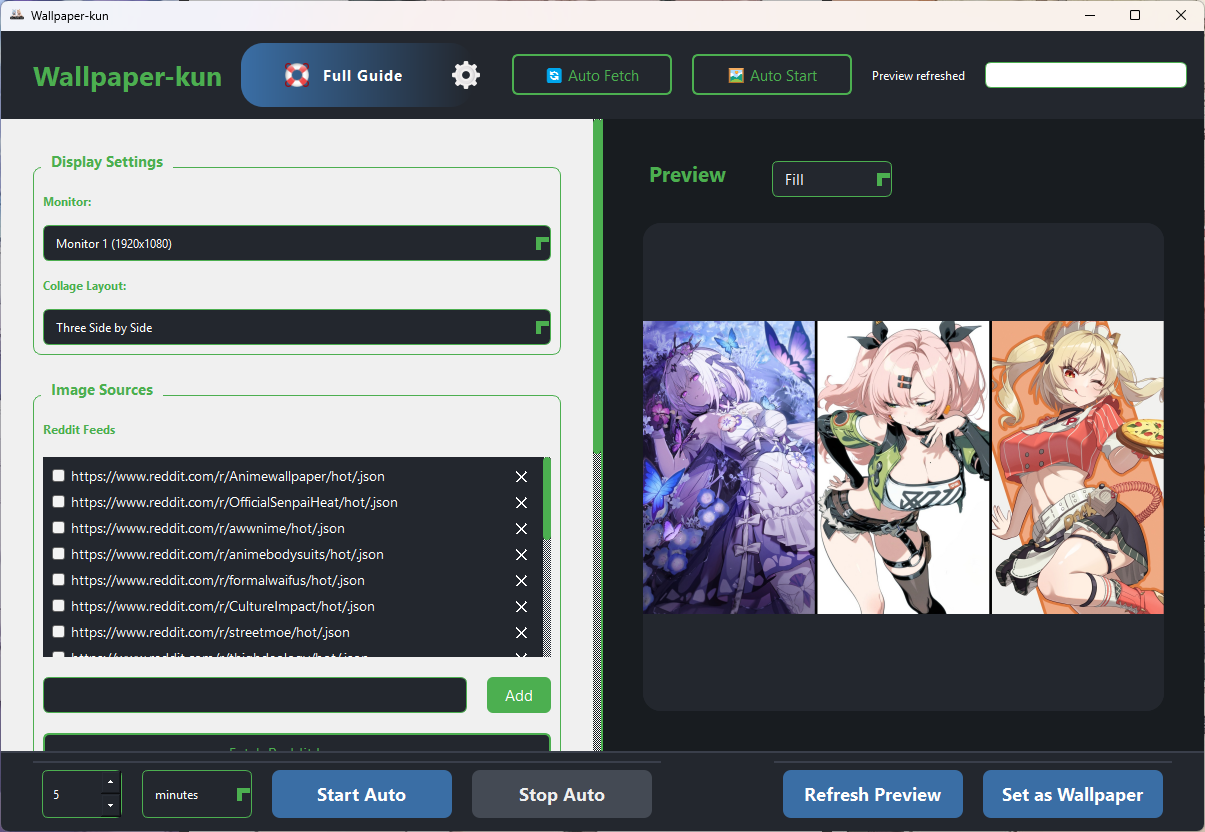 Wallpaper-kun
Wallpaper-kun
Full Guide
Auto Fetch
Auto Start
Preview refreshed
Display Settings
Monitor:
Monitor 1 (1920x1080)
Collage Layout:
Three Side by Side
Image Sources
Reddit Feeds
https://www.reddit.com/r/Animewallpaper/hot/.json
https://www.reddit.com/r/OfficialSenpaiHeat/hot/.json
https://www.reddit.com/r/awwnime/hot/.json
https://www.reddit.com/r/animebodysuits/hot/.json
https://www.reddit.com/r/formalwaifus/hot/.json
https://www.reddit.com/r/CultureImpact/hot/.json
https://www.reddit.com/r/streetmoe/hot/.json
Add
Preview
Fill
5
minutes
Start Auto
Stop Auto
Refresh Preview
Set as Wallpaper